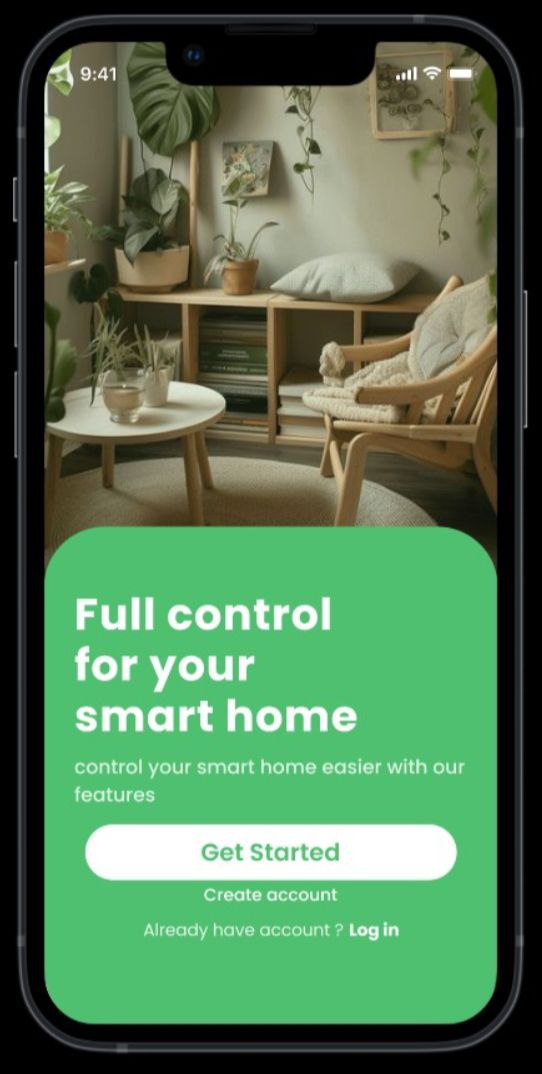 9:41
Full control
for your
smart home
control your smart home easier with our
features
Get Started
Create account
Already have account ? Log in